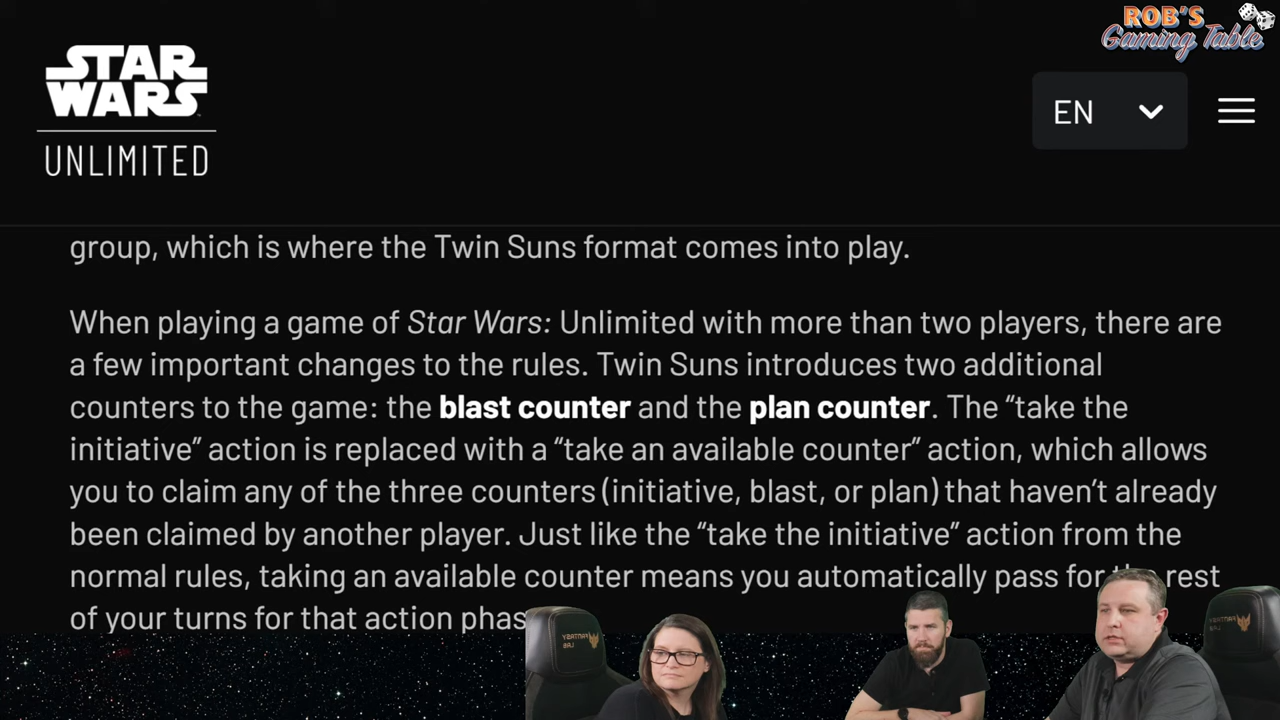 ROB'S
Gaming Table
STAR
WARS
UNLIMITED
EN
group, which is where the Twin Suns format comes into play.
When playing a game of Star Wars: Unlimited with more than two players, there are
a few important changes to the rules. Twin Suns introduces two additional
counters to the game: the blast counter and the plan counter. The “take the
initiative” action is replaced with a “take an available counter” action, which allows
you to claim any of the three counters (initiative, blast, or plan) that haven’t already
been claimed by another player. Just like the “take the initiative” action from the
normal rules, taking an available counter means you automatically pass for the rest
of your turns for that action phas